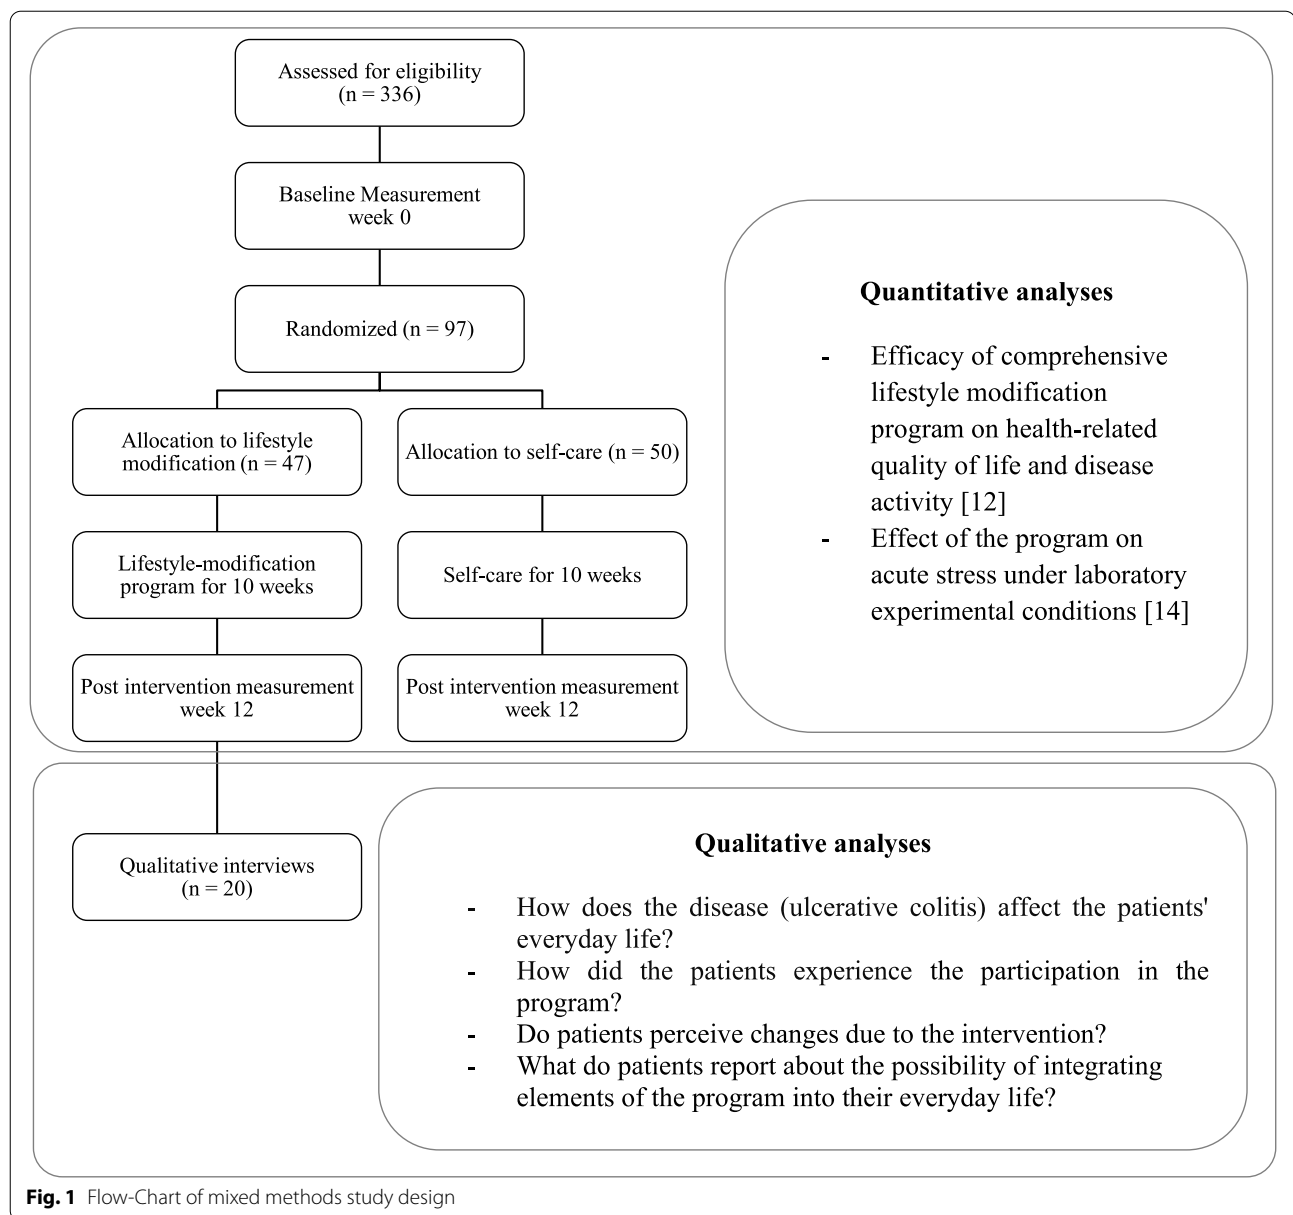 Assessed for eligibility
(n = 336)
Baseline Measurement
week 0
Randomized (n = 97)
Allocation to lifestyle
modification (n = 47)
Allocation to self-care (n = 50)
Lifestyle-modification
program for 10 weeks
Self-care for 10 weeks
Post intervention measurement
week 12
Post intervention measurement
week 12
Quantitative analyses
- Efficacy of comprehensive
lifestyle modification
program on health-related
quality of life and disease
activity [12]
- Effect of the program on
acute stress under laboratory
experimental conditions [14]
Qualitative interviews
(n = 20)
Qualitative analyses
- How does the disease (ulcerative colitis) affect the patients'
everyday life?
- How did the patients experience the participation in the
program?
- Do patients perceive changes due to the intervention?
- What do patients report about the possibility of integrating
elements of the program into their everyday life?
Fig. 1 Flow-Chart of mixed methods study design